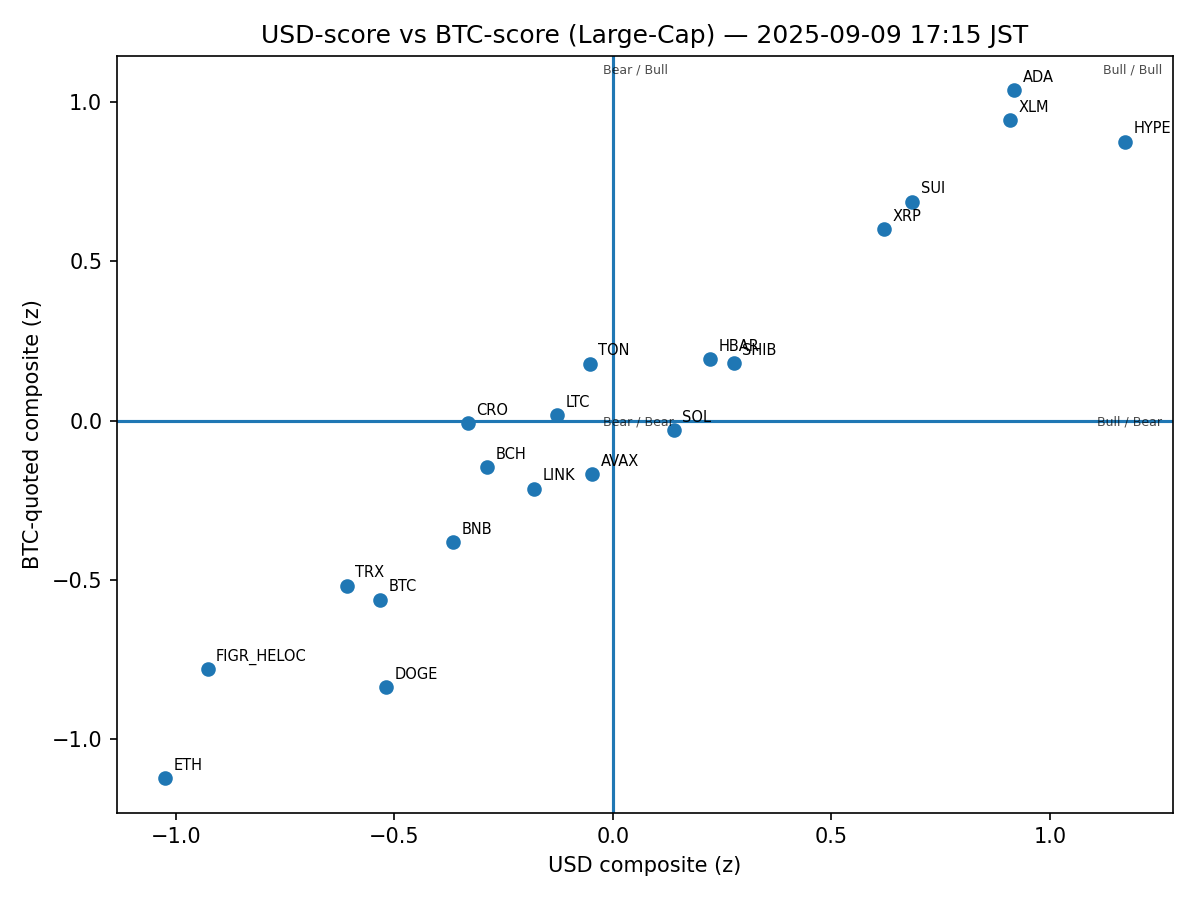 USD-score vs BTC-score (Large-Cap) — 2025-09-09 17:15 JST
Bear / Bull
Bull / Bull
ADA
XLM
HYPE
SUI
XRP
HBAR
SHIB
TON
LTC
CRO
SOL
Bear / Bear
Bull / Bear
BCH
AVAX
LINK
BNB
TRX
BTC
FIGR_HELOC
DOGE
ETH
1.0
0.5
0.0
−0.5
−1.0
BTC-quoted composite (z)
−1.0
−0.5
0.0
0.5
1.0
USD composite (z)